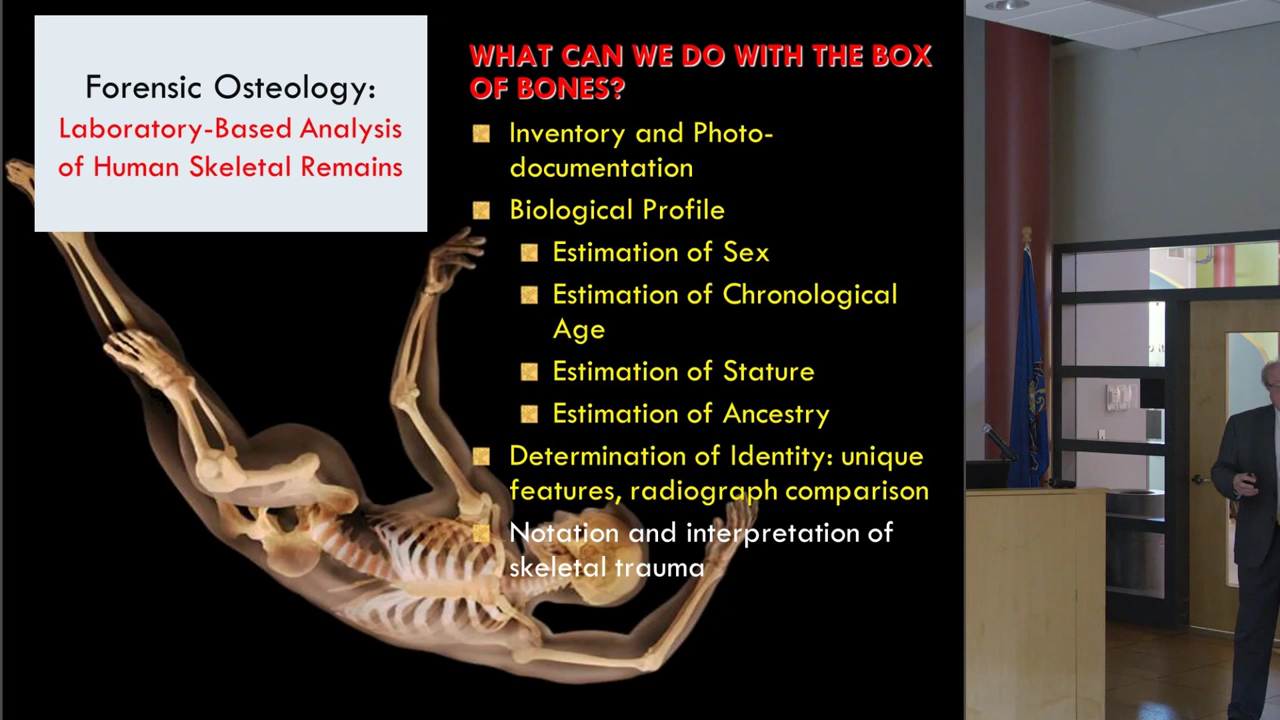 Forensic Osteology:
Laboratory-Based Analysis
of Human Skeletal Remains
WHAT CAN WE DO WITH THE BOX
OF BONES?
Inventory and Photo-
documentation
Biological Profile
Estimation of Sex
Estimation of Chronological
Age
Estimation of Stature
Estimation of Ancestry
Determination of Identity: unique
features, radiograph comparison
Notation and interpretation of
skeletal trauma